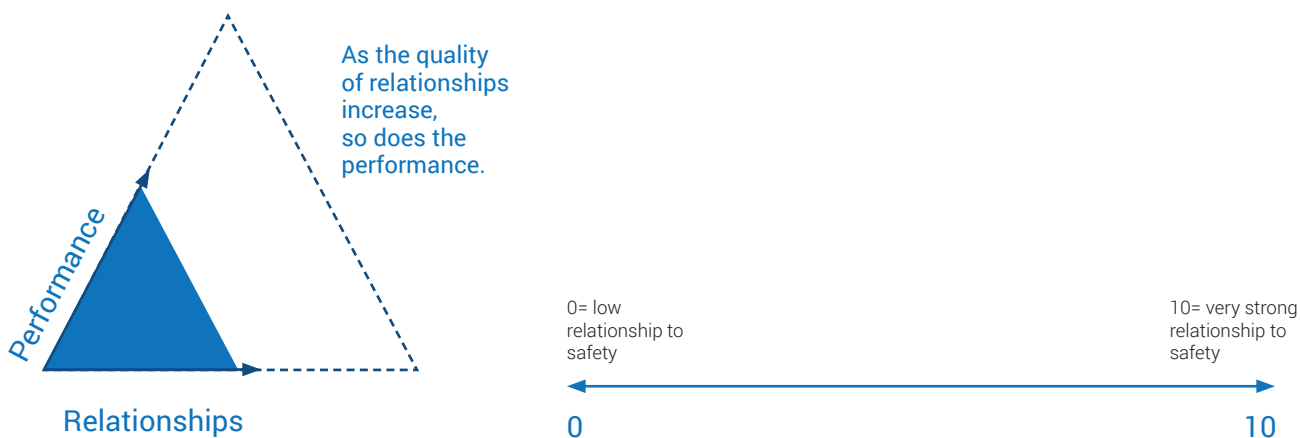 As the quality
of relationships
increase,
so does the
performance.
Performance
Relationships
0= low
relationship to
safety
10= very strong
relationship to
safety
0
10